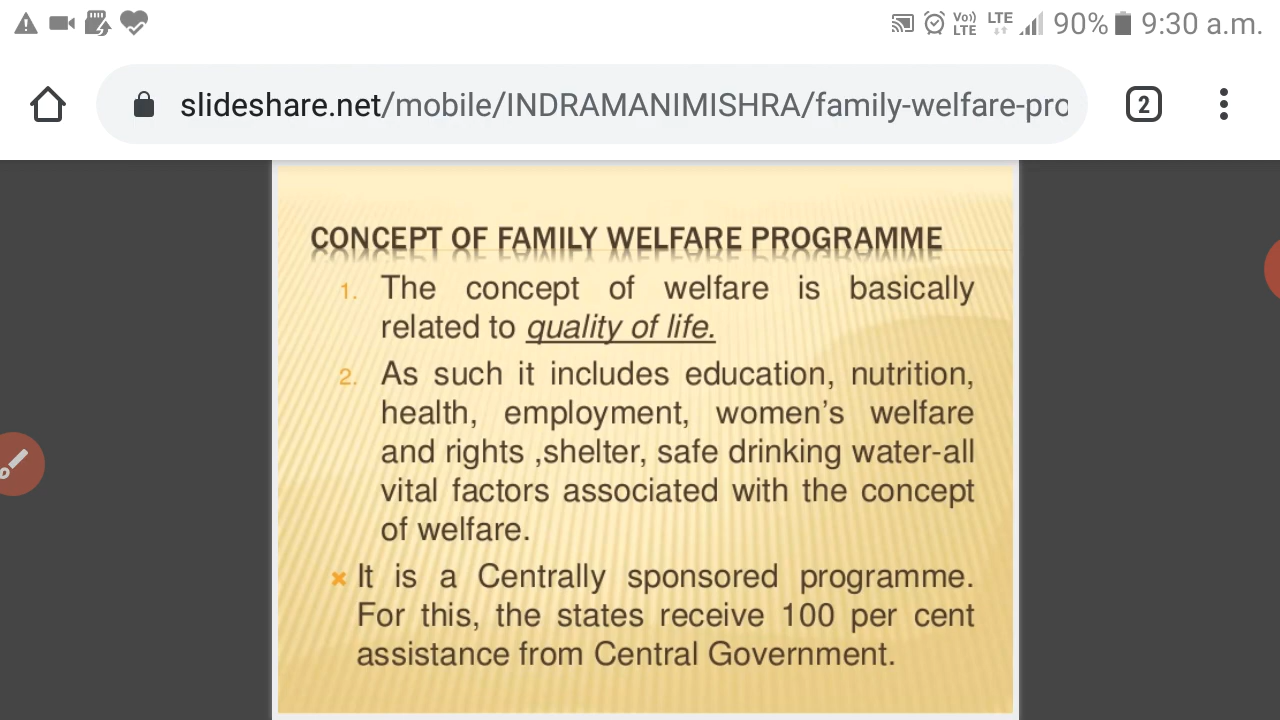 Vo)) LTE LTE 90% 9:30 a.m.
slideshare.net/mobile/INDRAMANIMISHRA/family-welfare-pro
2
CONCEPT OF FAMILY WELFARE PROGRAMME
1. The concept of welfare is basically
related to quality of life.
2. As such it includes education, nutrition,
health, employment, women’s welfare
and rights ,shelter, safe drinking water-all
vital factors associated with the concept
of welfare.
It is a Centrally sponsored programme.
For this, the states receive 100 per cent
assistance from Central Government.